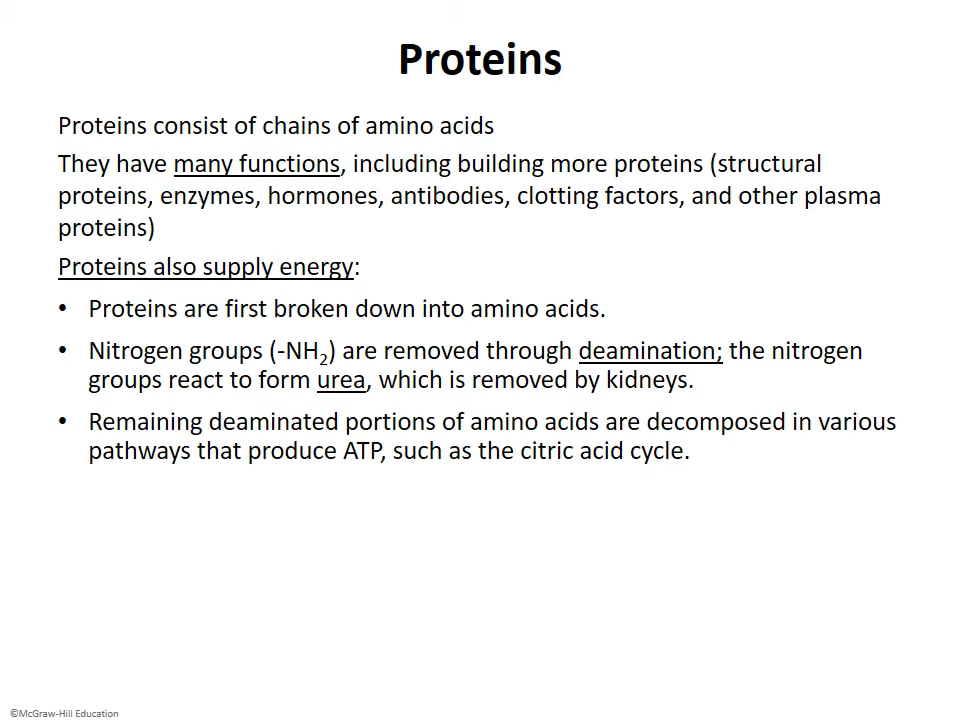 Proteins
Proteins consist of chains of amino acids
They have many functions, including building more proteins (structural
proteins, enzymes, hormones, antibodies, clotting factors, and other plasma
proteins)
Proteins also supply energy:
• Proteins are first broken down into amino acids.
• Nitrogen groups (-NH₂) are removed through deamination; the nitrogen
groups react to form urea, which is removed by kidneys.
• Remaining deaminated portions of amino acids are decomposed in various
pathways that produce ATP, such as the citric acid cycle.
©McGraw-Hill Education